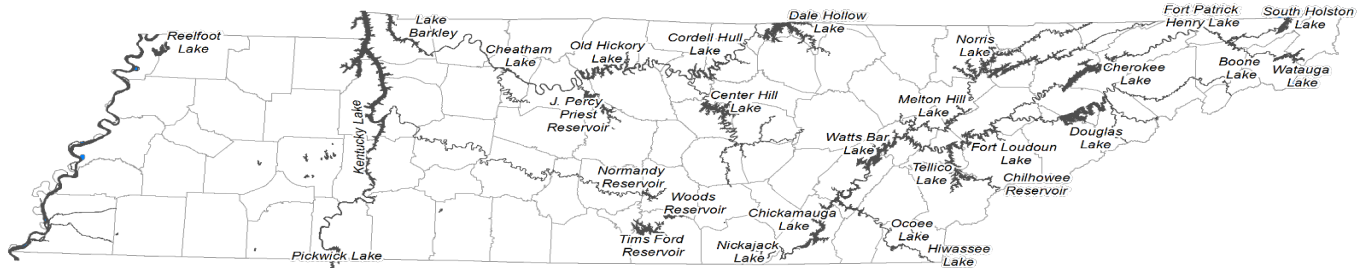 Reelfoot
Lake
Lake
Barkley
Cheatham
Lake
Old Hickory
Lake
Cordell Hull
Lake
Dale Hollow
Lake
Norris
Lake
Fort Patrick
Henry Lake
South Holston
Lake
Boone
Lake
Watauga
Lake
Cherokee
Lake
Melton Hill
Lake
Douglas
Lake
Center Hill
Lake
J. Percy
Priest
Reservoir
Kentucky Lake
Watts Bar
Lake
Fort Loudoun
Lake
Tellico
Lake
Chilhowee
Reservoir
Normandy
Reservoir
Woods
Reservoir
Tims Ford
Reservoir
Chickamauga
Lake
Nickajack
Lake
Ocoee
Lake
Hiwassee
Lake
Pickwick Lake